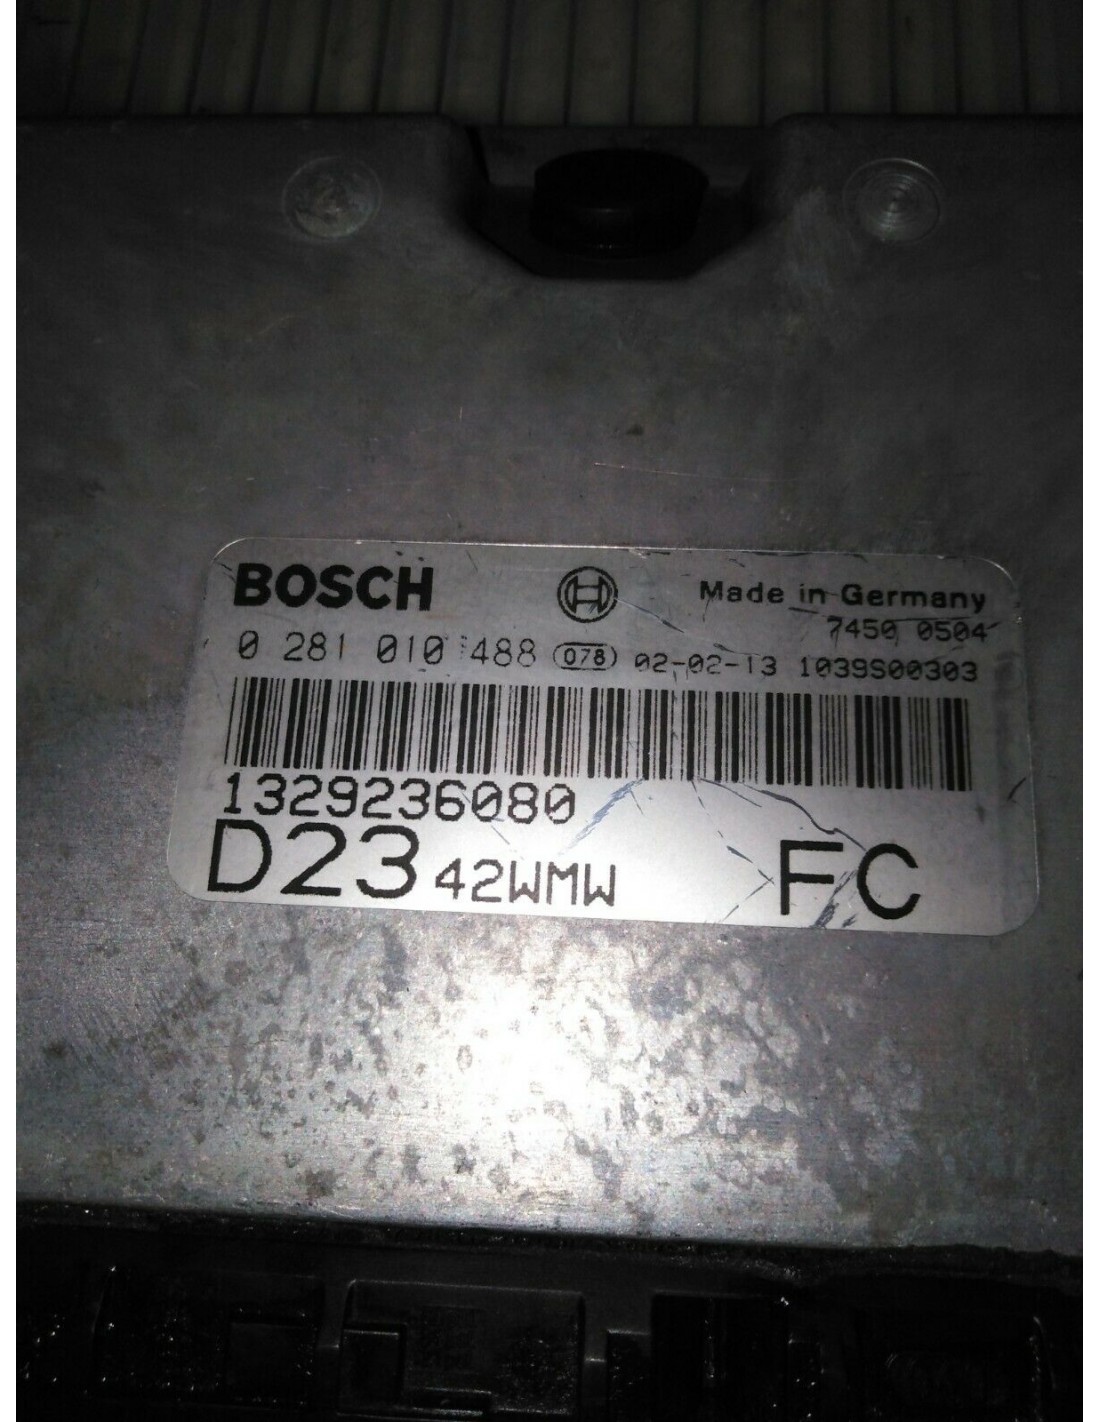 BOSCH
Made in Germany
7450 0504
0 281 010 488 078 02-02-13 1039S00303
1329236080
D23 42WMW FC